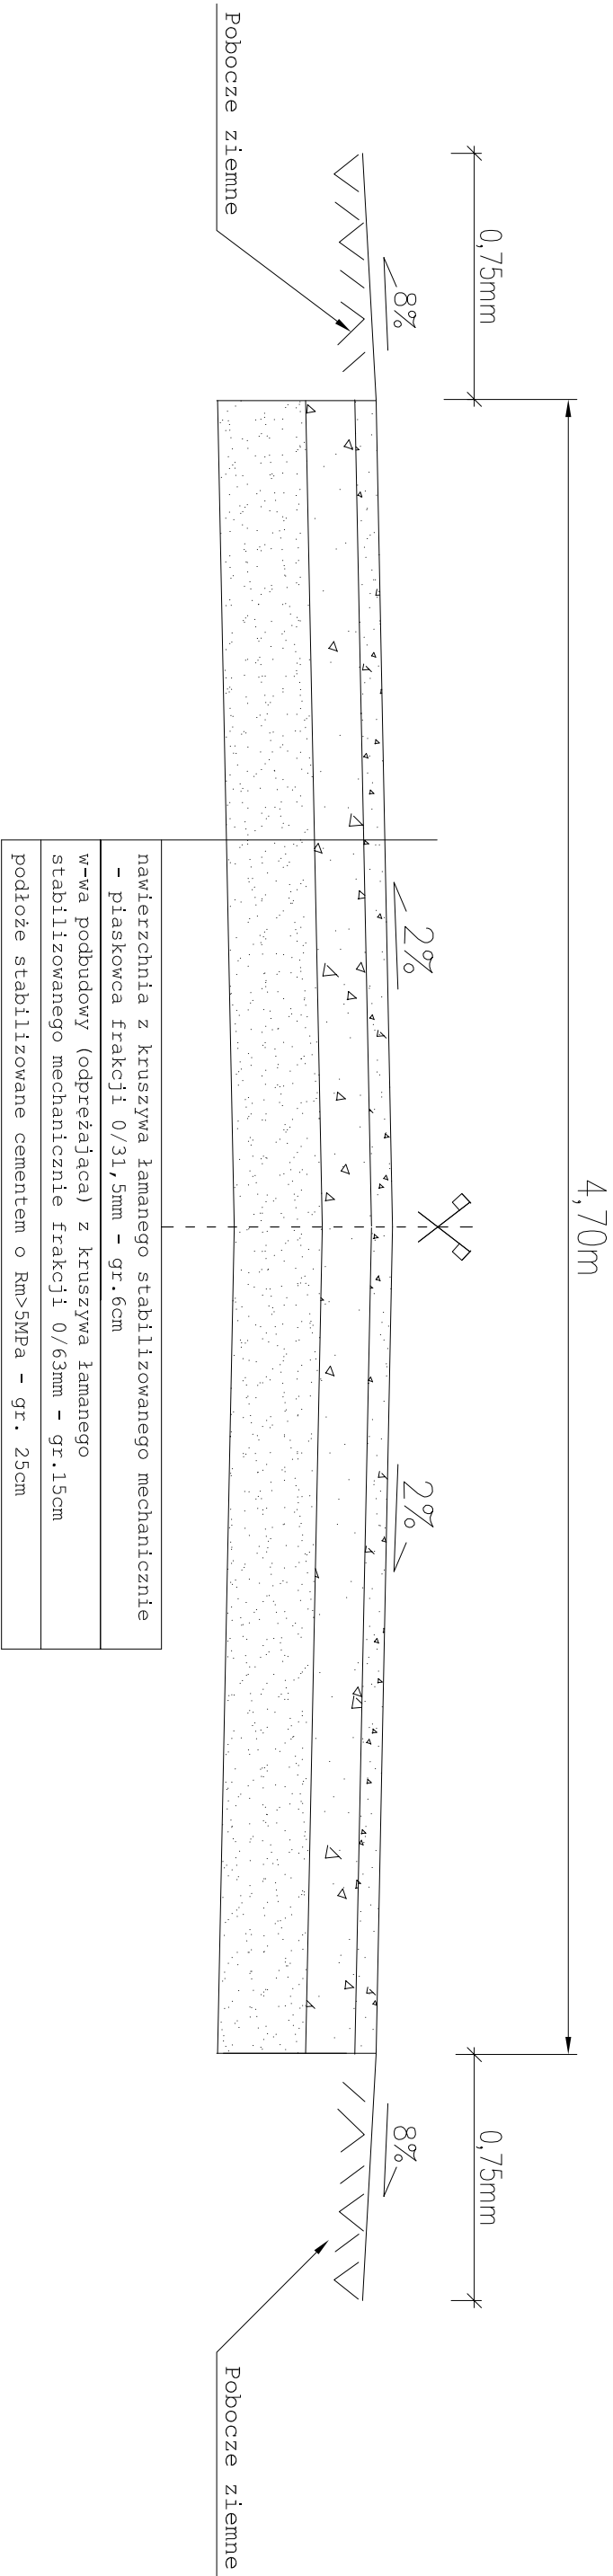 4,70m
0,75mm
0,75mm
8%
2%
2%
8%
Pobocze ziemne
Pobocze ziemne
nawierzchnia z kruszywa łamanego stabilizowanego mechanicznie
- piaskowca frakcji 0/31,5mm - gr.6cm
w-wa podbudowy (odprężająca) z kruszywa łamanego
stabilizowanego mechanicznie frakcji 0/63mm - gr.15cm
podłoże stabilizowane cementem o Rm>5MPa - gr. 25cm